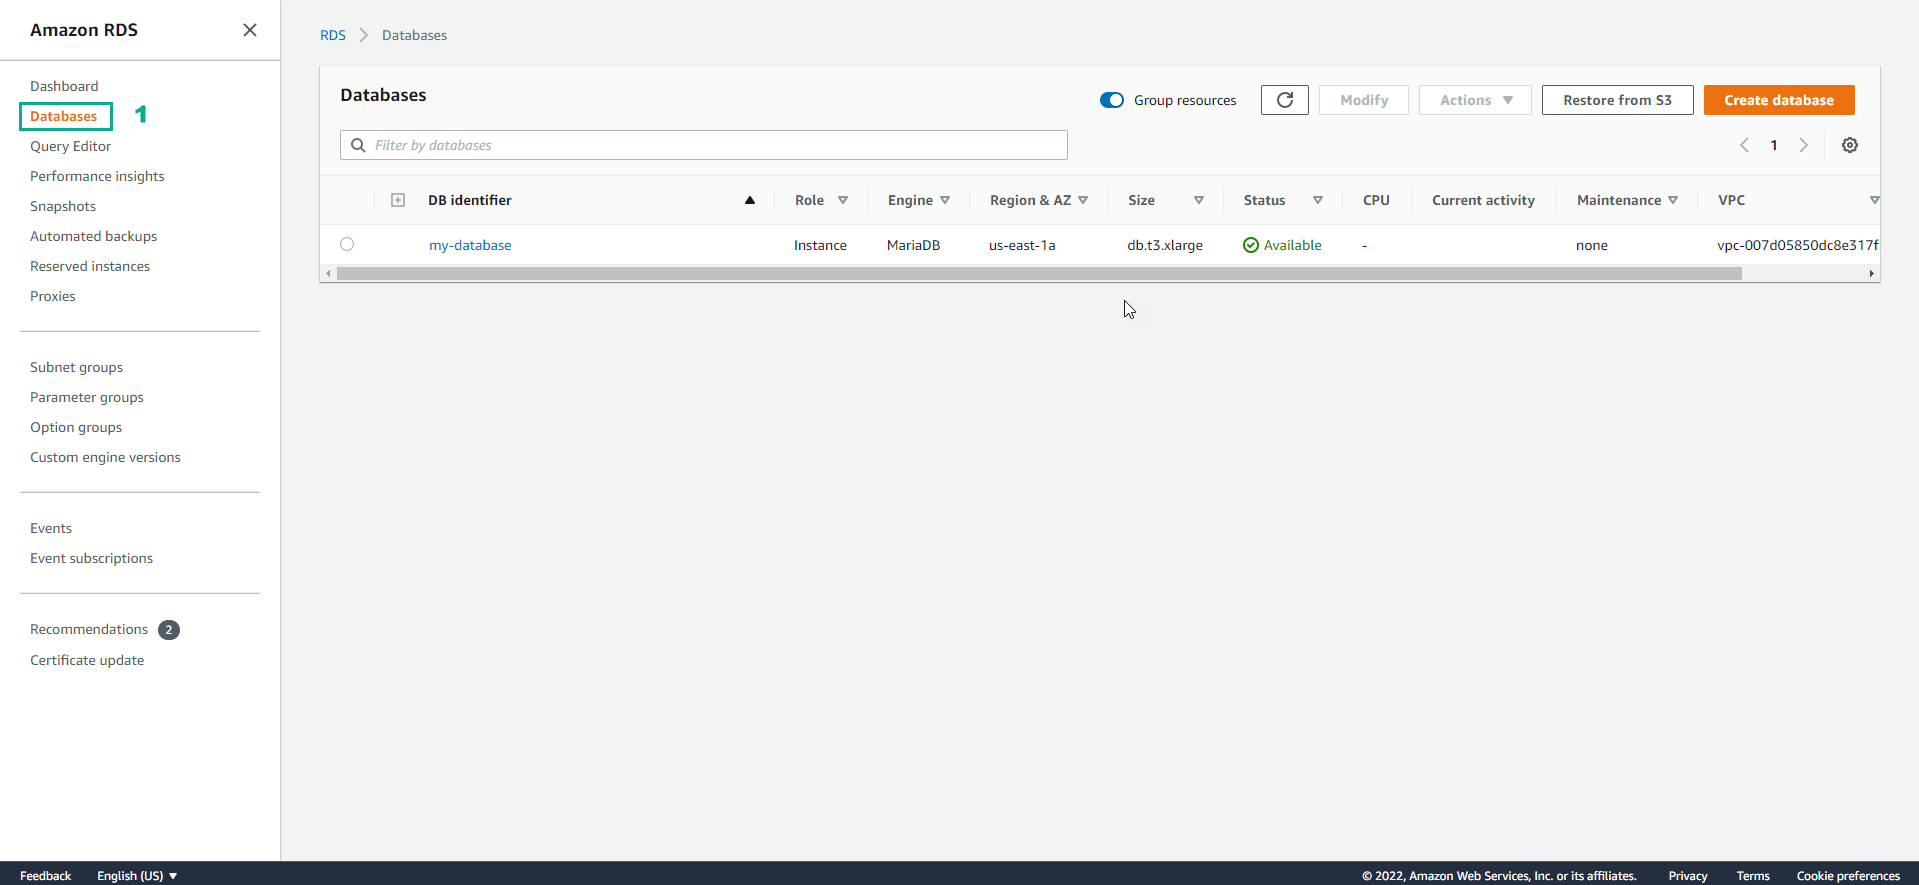 Amazon RDS
Dashboard
Databases 1
Query Editor
Performance insights
Snapshots
Automated backups
Reserved instances
Proxies
Subnet groups
Parameter groups
Option groups
Custom engine versions
Events
Event subscriptions
Recommendations 2
Certificate update
RDS Databases
Databases
Group resources Modify Actions Restore from S3 Create database
Filter by databases
1
DB identifier Role Engine Region & AZ Size Status CPU Current activity Maintenance VPC
my-database Instance MariaDB us-east-1a db.t3.xlarge Available - none vpc-007d05850dc8e317f
Feedback English (US) © 2022, Amazon Web Services, Inc. or its affiliates. Privacy Terms Cookie preferences